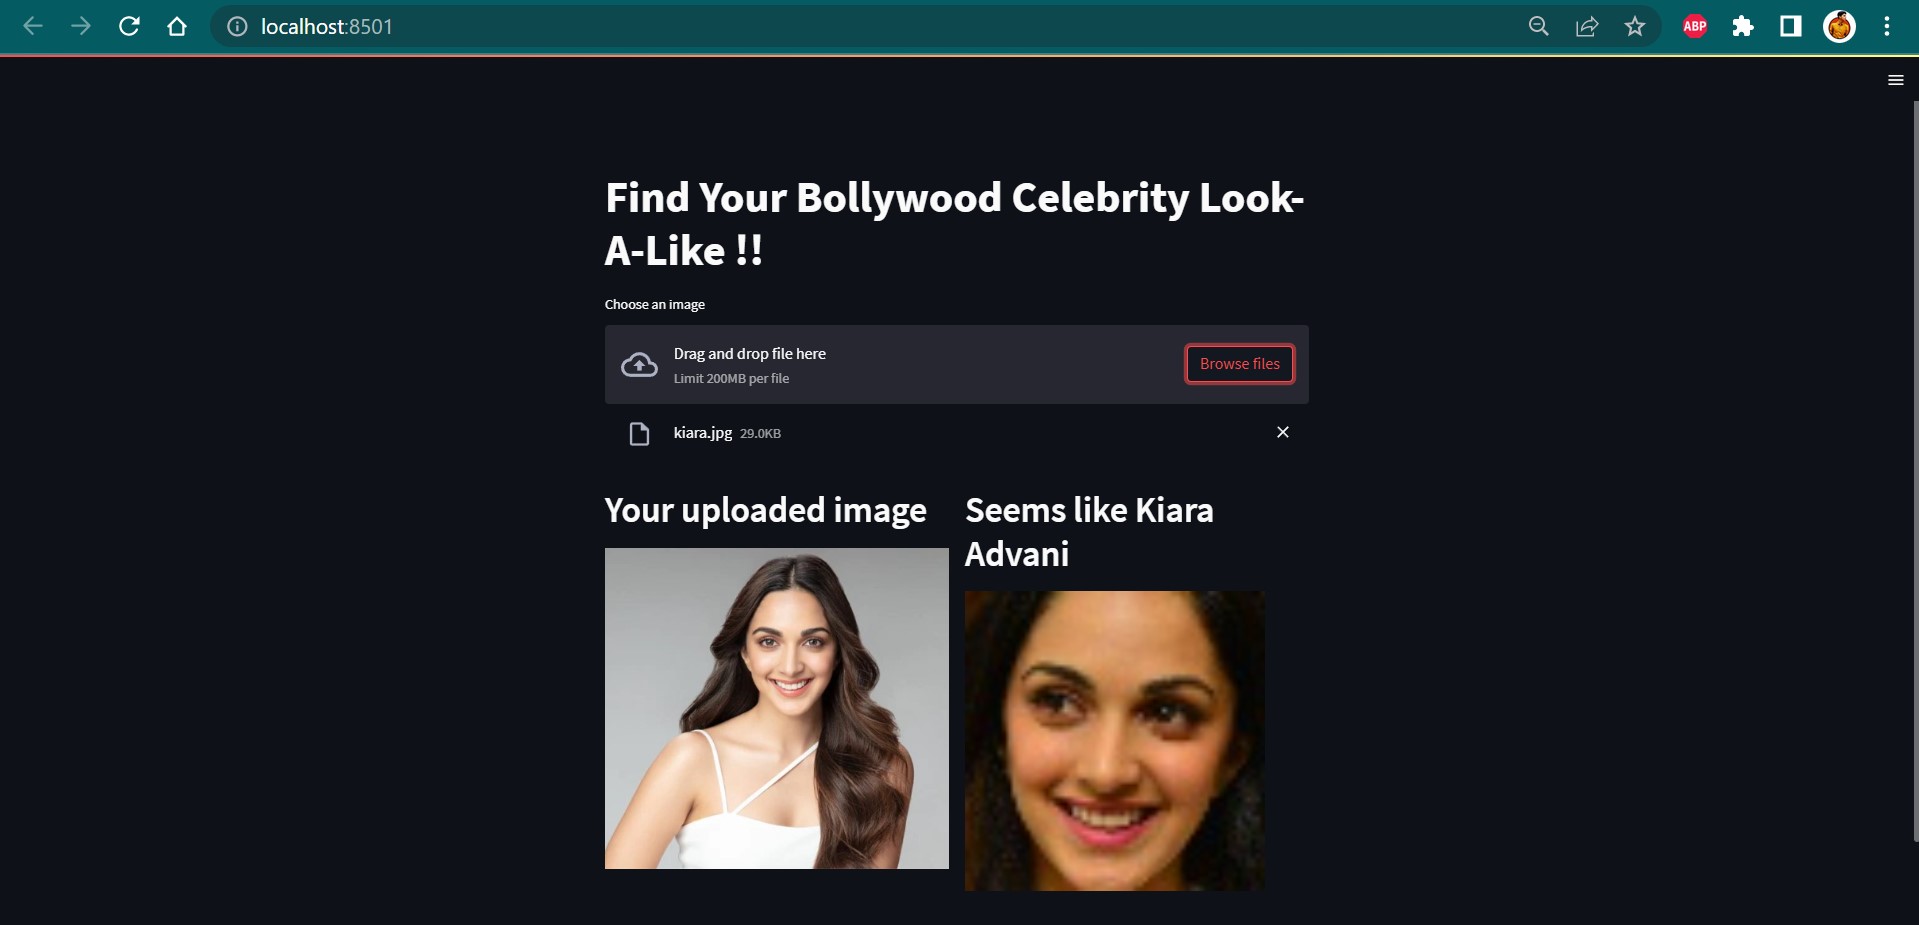 localhost:8501
ABP
Find Your Bollywood Celebrity Look-
A-Like !!
Choose an image
Drag and drop file here
Limit 200MB per file
Browse files
kiara.jpg 29.0KB
Your uploaded image
Seems like Kiara
Advani